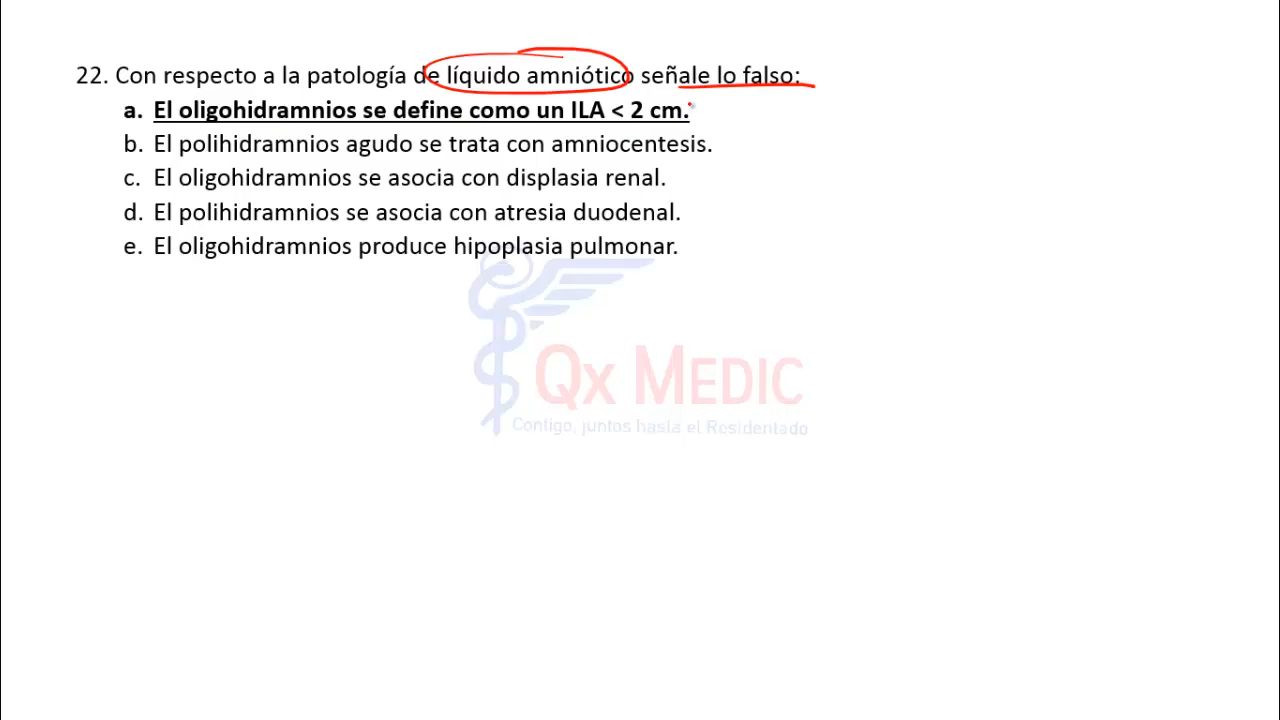 22. Con respecto a la patología de líquido amniótico señale lo falso:
a. El oligohidramnios se define como un ILA < 2 cm.
b. El polihidramnios agudo se trata con amniocentesis.
c. El oligohidramnios se asocia con displasia renal.
d. El polihidramnios se asocia con atresia duodenal.
e. El oligohidramnios produce hipoplasia pulmonar.
Qx MEDIC
Contigo, juntos hasta el Residentado